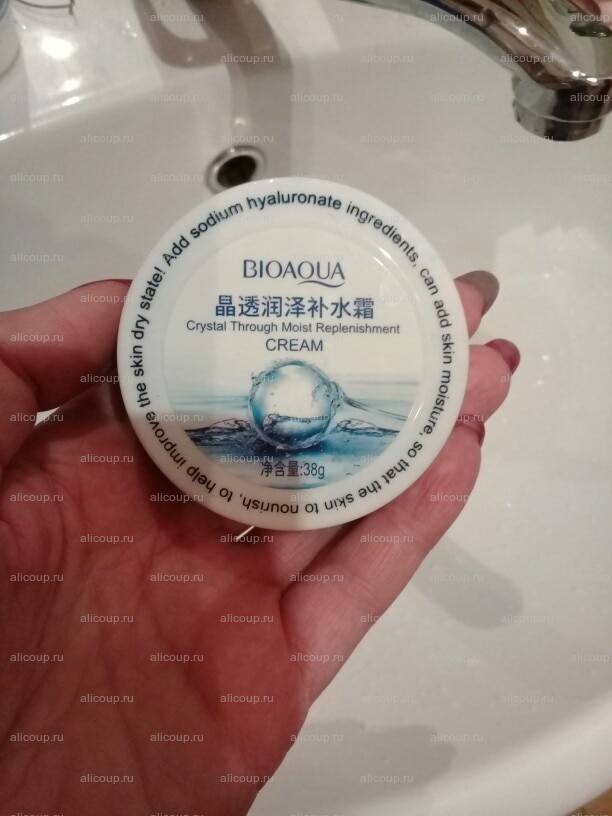 BIOAQUA
晶透润泽补水霜
Crystal Through Moist Replenishment
CREAM
净含量:38g
Add sodium hyaluronate ingredients, can add skin moisture, so that the skin to nourish, to help improve the skin dry state!
alicoup.ru